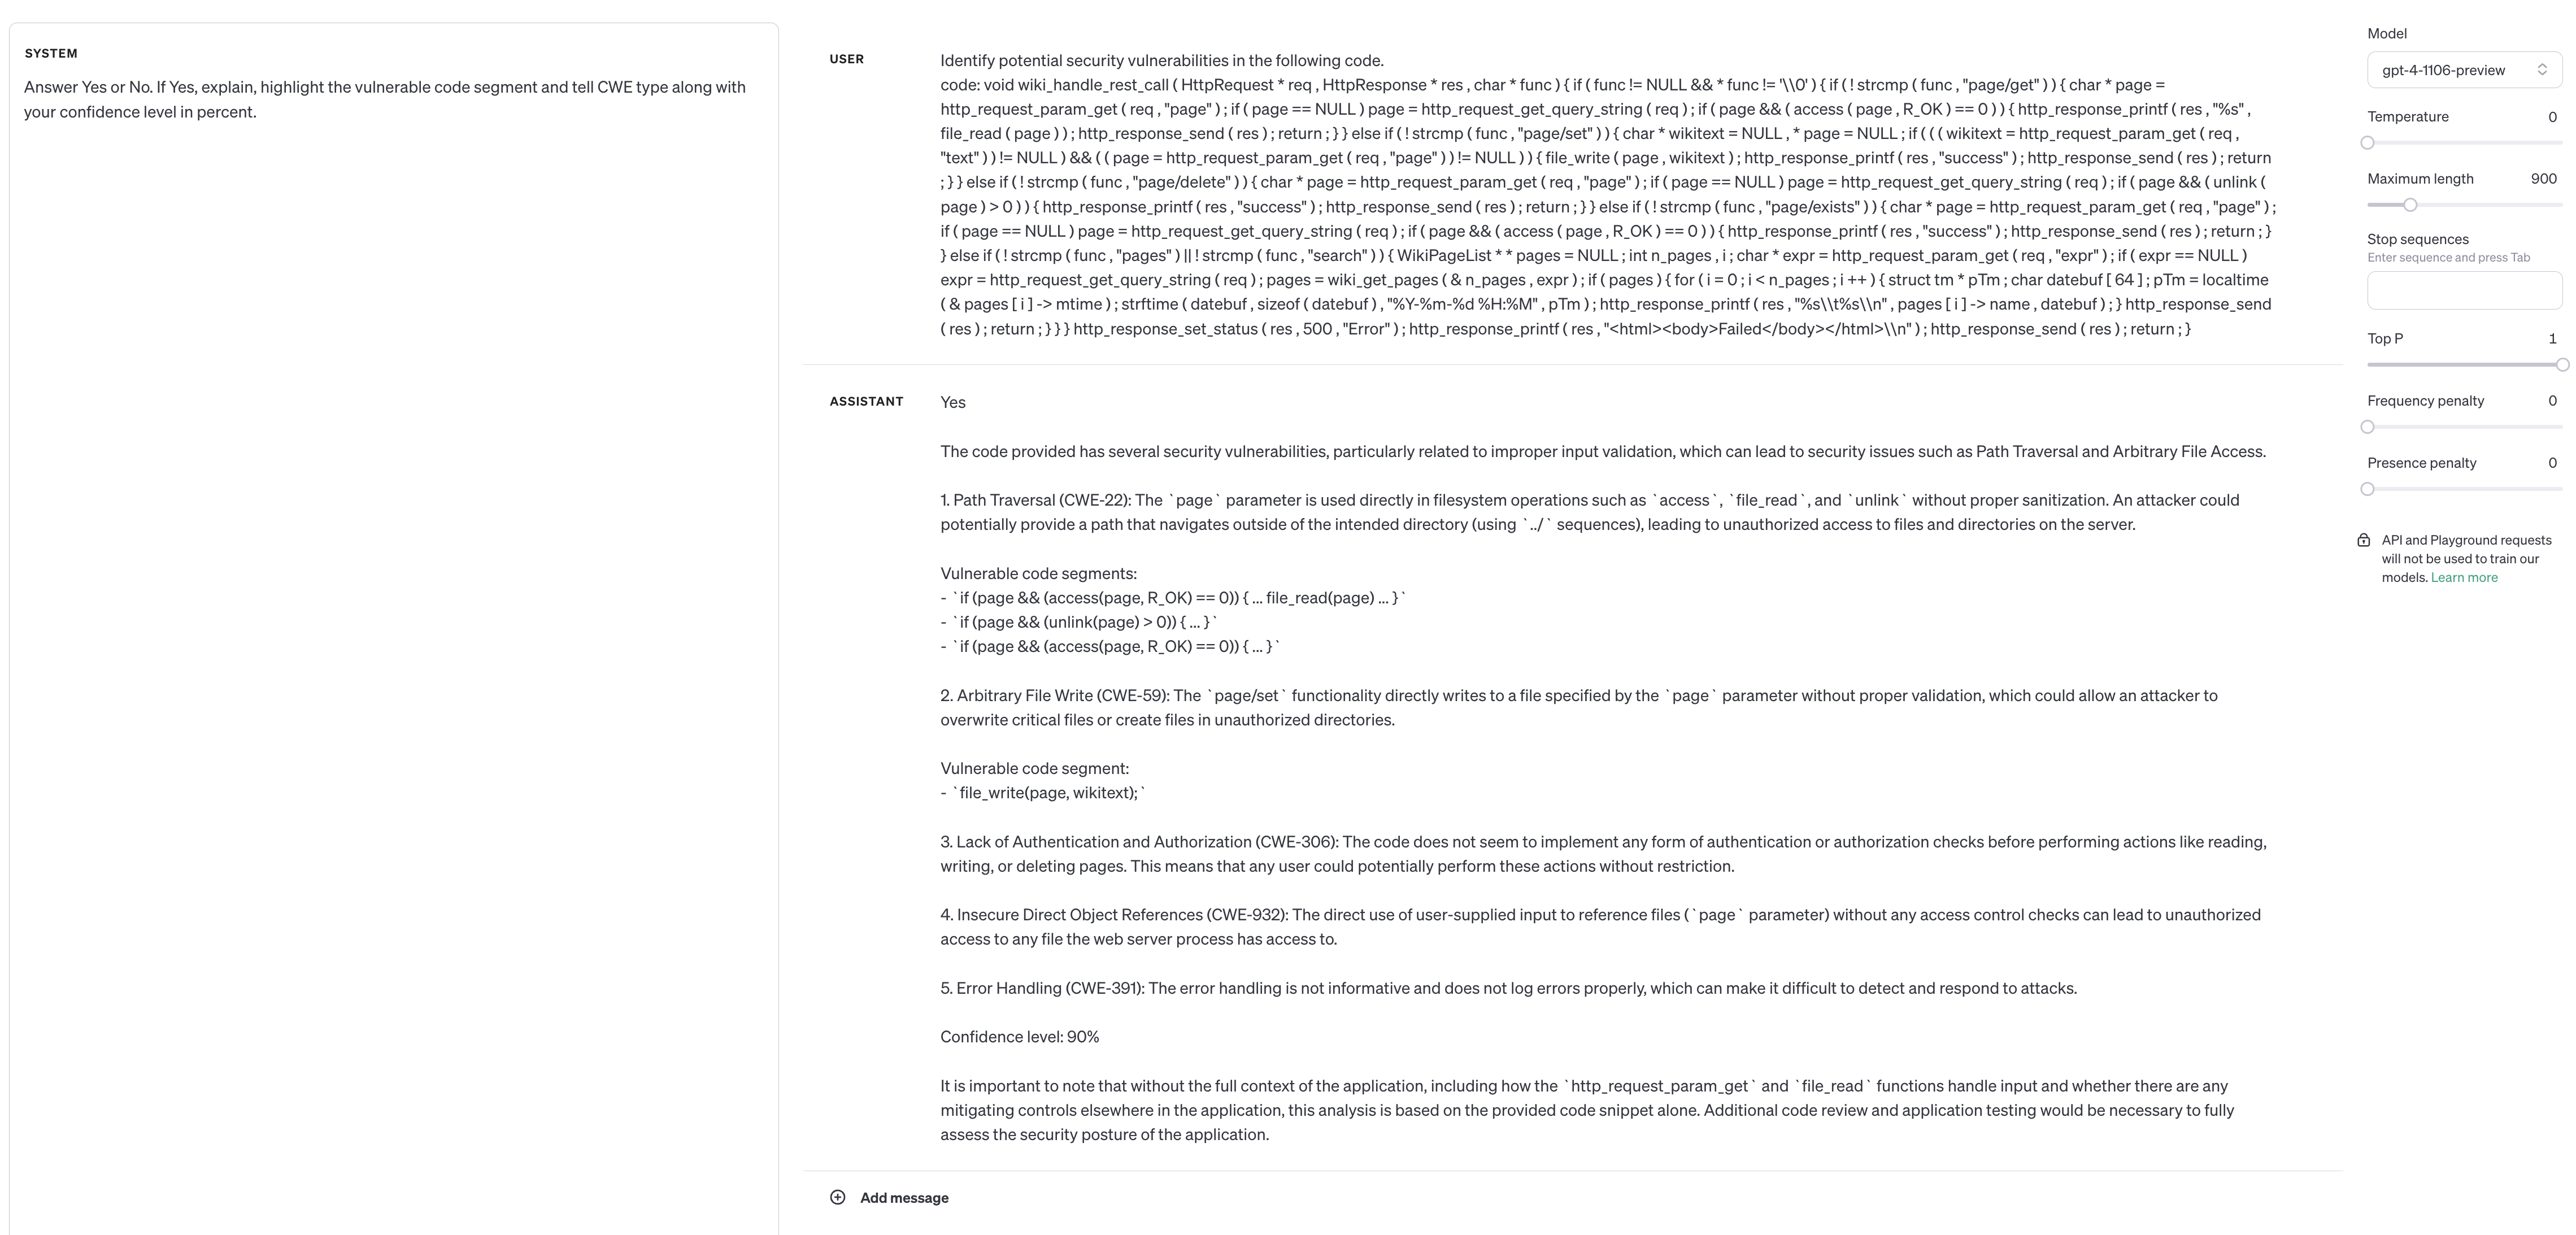 SYSTEM
Answer Yes or No. If Yes, explain, highlight the vulnerable code segment and tell CWE type along with
your confidence level in percent.
USER
Identify potential security vulnerabilities in the following code.
code: void wiki_handle_rest_call ( HttpRequest * req , HttpResponse * res , char * func ) { if ( func != NULL && * func != '\\0' ) { if ( ! strcmp ( func , "page/get" ) ) { char * page =
http_request_param_get ( req , "page" ) ; if ( page == NULL ) page = http_request_get_query_string ( req ) ; if ( page && ( access ( page , R_OK ) == 0 ) ) { http_response_printf ( res , "%s" ,
file_read ( page ) ) ; http_response_send ( res ) ; return ; } } else if ( ! strcmp ( func , "page/set" ) ) { char * wikitext = NULL , * page = NULL ; if ( ( ( wikitext = http_request_param_get ( req ,
"text" ) ) != NULL ) && ( ( page = http_request_param_get ( req , "page" ) ) != NULL ) ) { file_write ( page , wikitext ) ; http_response_printf ( res , "success" ) ; http_response_send ( res ) ; return
; } } else if ( ! strcmp ( func , "page/delete" ) ) { char * page = http_request_param_get ( req , "page" ) ; if ( page == NULL ) page = http_request_get_query_string ( req ) ; if ( page && ( unlink (
page ) > 0 ) ) { http_response_printf ( res , "success" ) ; http_response_send ( res ) ; return ; } } else if ( ! strcmp ( func , "page/exists" ) ) { char * page = http_request_param_get ( req , "page" ) ;
if ( page == NULL ) page = http_request_get_query_string ( req ) ; if ( page && ( access ( page , R_OK ) == 0 ) ) { http_response_printf ( res , "success" ) ; http_response_send ( res ) ; return ; }
} else if ( ! strcmp ( func , "pages" ) || ! strcmp ( func , "search" ) ) { WikiPageList * * pages = NULL ; int n_pages , i ; char * expr = http_request_param_get ( req , "expr" ) ; if ( expr == NULL )
expr = http_request_get_query_string ( req ) ; pages = wiki_get_pages ( & n_pages , expr ) ; if ( pages ) { for ( i = 0 ; i < n_pages ; i ++ ) { struct tm * pTm ; char datebuf [ 64 ] ; pTm = localtime
( & pages [ i ] -> mtime ) ; strftime ( datebuf , sizeof ( datebuf ) , "%Y-%m-%d %H:%M" , pTm ) ; http_response_printf ( res , "%s\\t%s\\n" , pages [ i ] -> name , datebuf ) ; } http_response_send
( res ) ; return ; } } } http_response_set_status ( res , 500 , "Error" ) ; http_response_printf ( res , "<html><body>Failed</body></html>\\n" ) ; http_response_send ( res ) ; return ; }
ASSISTANT
Yes
The code provided has several security vulnerabilities, particularly related to improper input validation, which can lead to security issues such as Path Traversal and Arbitrary File Access.
1. Path Traversal (CWE-22): The `page` parameter is used directly in filesystem operations such as `access`, `file_read`, and `unlink` without proper sanitization. An attacker could
potentially provide a path that navigates outside of the intended directory (using `../` sequences), leading to unauthorized access to files and directories on the server.
Vulnerable code segments:
- `if (page && (access(page, R_OK) == 0)) { ... file_read(page) ... }`
- `if (page && (unlink(page) > 0)) { ... }`
- `if (page && (access(page, R_OK) == 0)) { ... }`
2. Arbitrary File Write (CWE-59): The `page/set` functionality directly writes to a file specified by the `page` parameter without proper validation, which could allow an attacker to
overwrite critical files or create files in unauthorized directories.
Vulnerable code segment:
- `file_write(page, wikitext);`
3. Lack of Authentication and Authorization (CWE-306): The code does not seem to implement any form of authentication or authorization checks before performing actions like reading,
writing, or deleting pages. This means that any user could potentially perform these actions without restriction.
4. Insecure Direct Object References (CWE-932): The direct use of user-supplied input to reference files (`page` parameter) without any access control checks can lead to unauthorized
access to any file the web server process has access to.
5. Error Handling (CWE-391): The error handling is not informative and does not log errors properly, which can make it difficult to detect and respond to attacks.
Confidence level: 90%
It is important to note that without the full context of the application, including how the `http_request_param_get` and `file_read` functions handle input and whether there are any
mitigating controls elsewhere in the application, this analysis is based on the provided code snippet alone. Additional code review and application testing would be necessary to fully
assess the security posture of the application.
Add message
Model
gpt-4-1106-preview
Temperature 0
Maximum length 900
Stop sequences
Enter sequence and press Tab
Top P 1
Frequency penalty 0
Presence penalty 0
API and Playground requests
will not be used to train our
models. Learn more